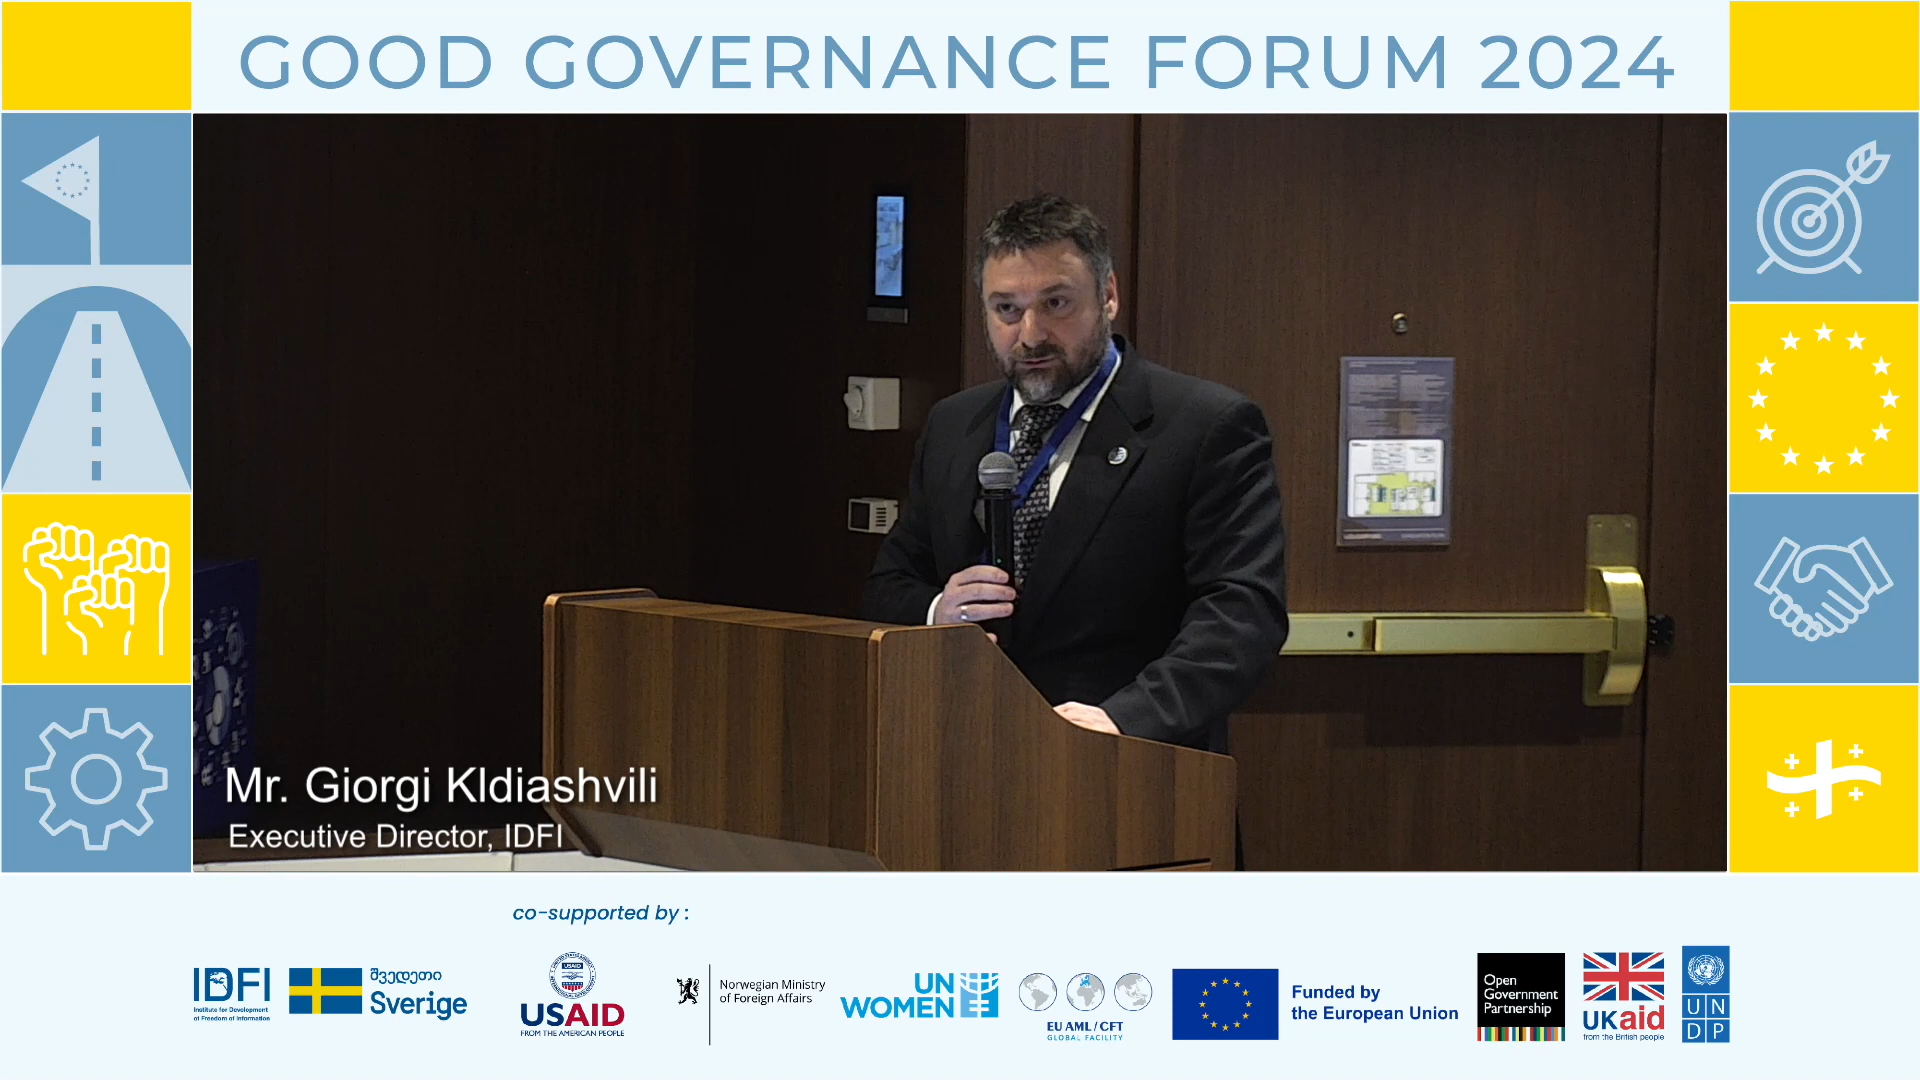 GOOD GOVERNANCE FORUM 2024
Mr. Giorgi Kldiashvili
Executive Director, IDFI
co-supported by :
IDFI
Institute for Development
of Freedom of Information
შვედეთი
Sverige
USAID
USAID
FROM THE AMERICAN PEOPLE
Norwegian Ministry
of Foreign Affairs
UN
WOMEN
EU AML / CFT
GLOBAL FACILITY
Funded by
the European Union
Open
Government
Partnership
UKaid
from the British people
U N
D P